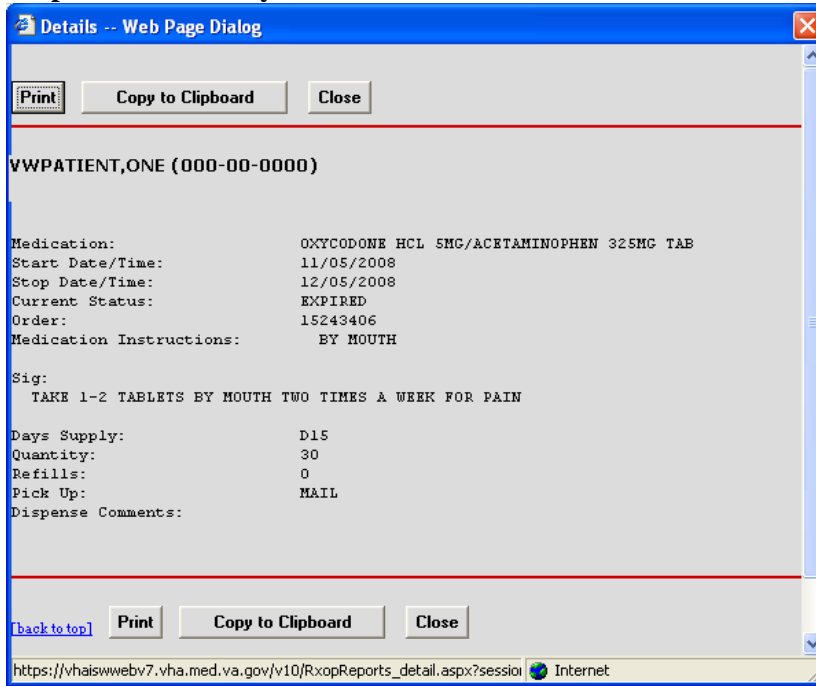 Details -- Web Page Dialog
Print Copy to Clipboard Close
VWPATIENT,ONE (000-00-0000)
Medication: OXYCODONE HCL 5MG/ACETAMINOPHEN 325MG TAB
Start Date/Time: 11/05/2008
Stop Date/Time: 12/05/2008
Current Status: EXPIRED
Order: 15243406
Medication Instructions: BY MOUTH
Sig:
TAKE 1-2 TABLETS BY MOUTH TWO TIMES A WEEK FOR PAIN
Days Supply: D15
Quantity: 30
Refills: 0
Pick Up: MAIL
Dispense Comments:
[back to top] Print Copy to Clipboard Close
https://vhaiswwebv7.vha.med.va.gov/v10/RxopReports_detail.aspx?sessio Internet